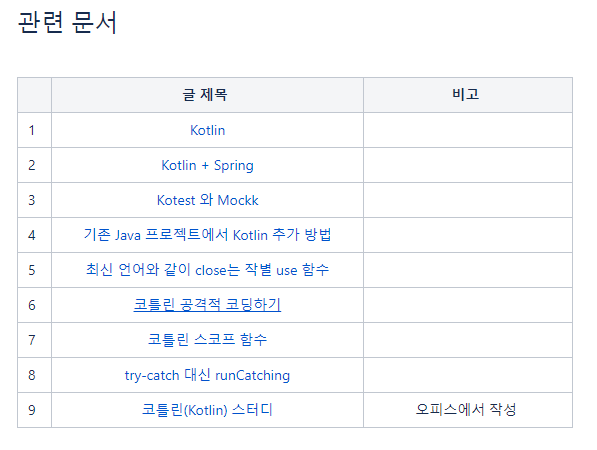 관련 문서
글 제목 비고
1 Kotlin
2 Kotlin + Spring
3 Kotest 와 Mockk
4 기존 Java 프로젝트에서 Kotlin 추가 방법
5 최신 언어와 같이 close는 작별 use 함수
6 코틀린 공격적 코딩하기
7 코틀린 스코프 함수
8 try-catch 대신 runCatching
9 코틀린(Kotlin) 스터디 오피스에서 작성